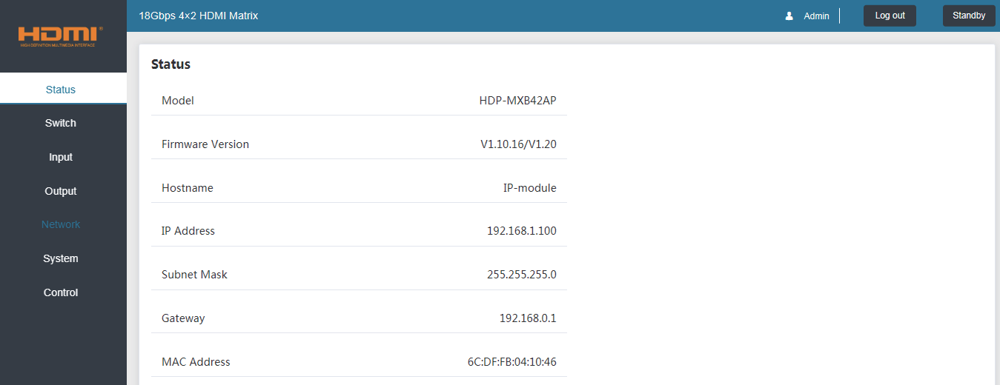 18Gbps 4×2 HDMI Matrix Admin Log out Standby
HDMI®
HIGH DEFINITION MULTIMEDIA INTERFACE
Status
Switch
Input
Output
Network
System
Control
Status
Model HDP-MXB42AP
Firmware Version V1.10.16/V1.20
Hostname IP-module
IP Address 192.168.1.100
Subnet Mask 255.255.255.0
Gateway 192.168.0.1
MAC Address 6C:DF:FB:04:10:46